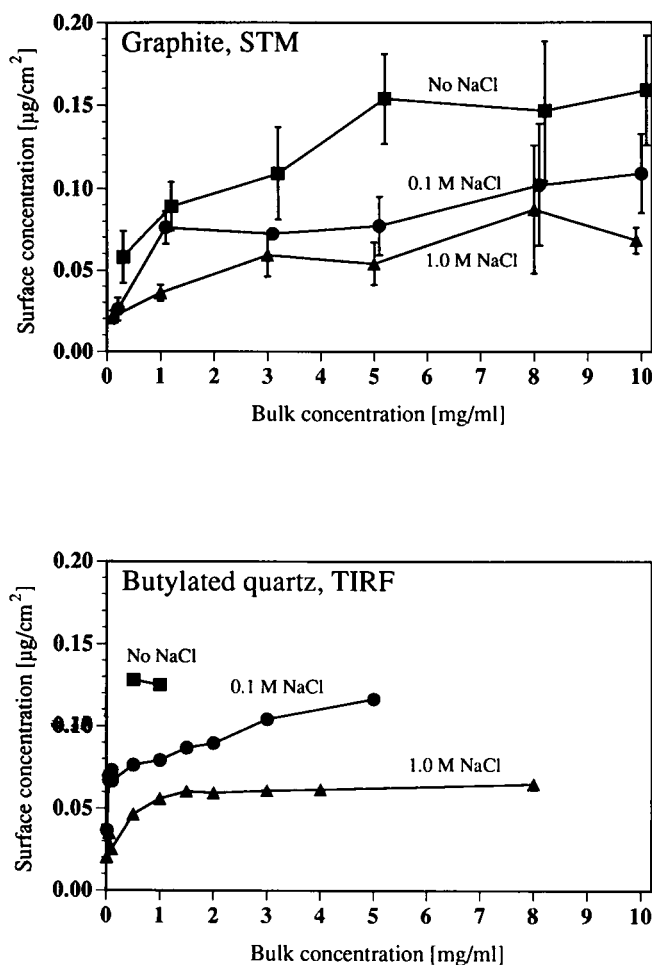 Graphite, STM
Surface concentration [µg/cm²]
0.20
0.15
0.10
0.05
0.00
No NaCl
0.1 M NaCl
1.0 M NaCl
0 1 2 3 4 5 6 7 8 9 10
Bulk concentration [mg/ml]
Butylated quartz, TIRF
Surface concentration [µg/cm²]
0.20
0.15
0.05
0.00
No NaCl
0.1 M NaCl
1.0 M NaCl
0 1 2 3 4 5 6 7 8 9 10
Bulk concentration [mg/ml]